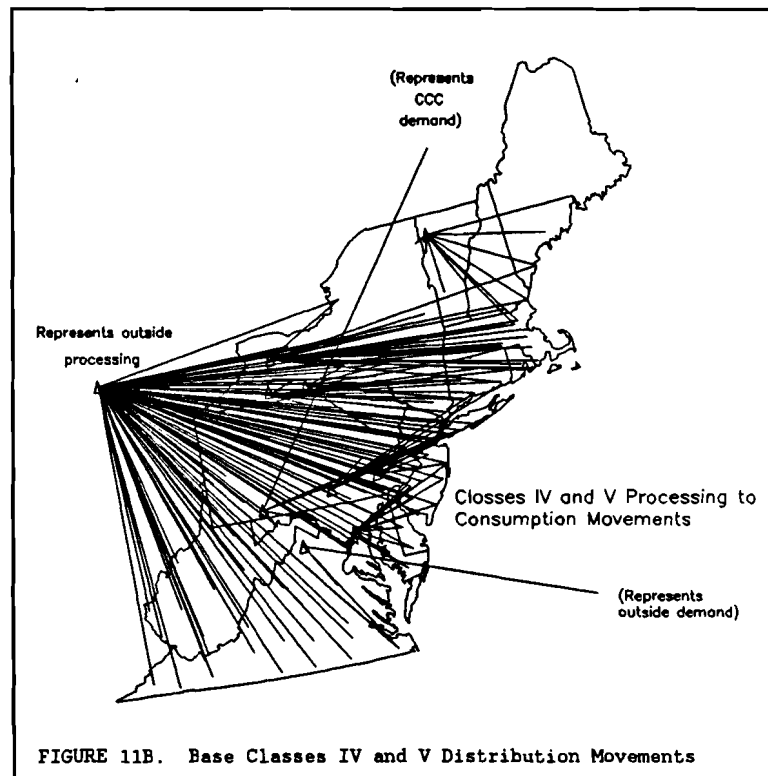 (Represents
CCC
demand)
Represents outside
processing
Classes IV and V Processing to
Consumption Movements
(Represents
outside demand)
FIGURE 11B. Base Classes IV and V Distribution Movements